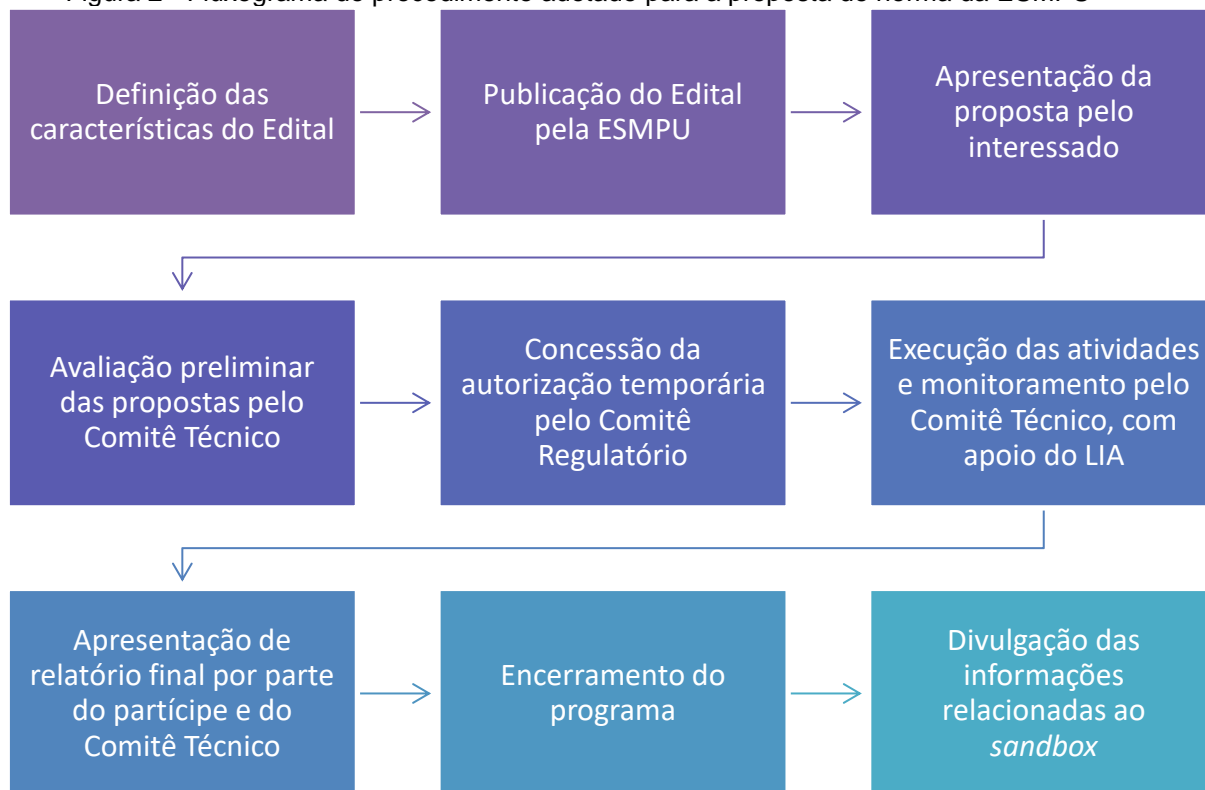 Definição das
características do Edital
Publicação do Edital
pela ESMPU
Apresentação da
proposta pelo
interessado
Avaliação preliminar
das propostas pelo
Comitê Técnico
Concessão da
autorização temporária
pelo Comitê
Regulatório
Execução das atividades
e monitoramento pelo
Comitê Técnico, com
apoio do LIA
Apresentação de
relatório final por parte
do partícipe e do
Comitê Técnico
Encerramento do
programa
Divulgação das
informações
relacionadas ao
sandbox